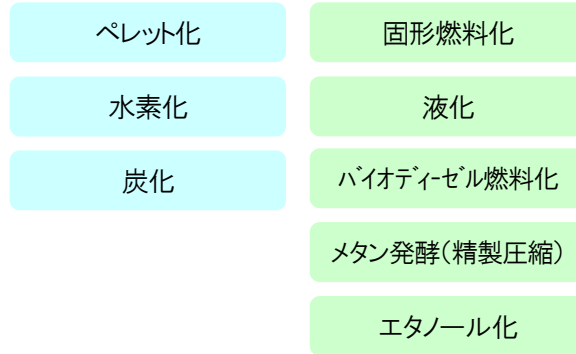 ペレット化
水素化
炭化
固形燃料化
液化
ﾊﾞｲｵﾃﾞｨｰｾﾞﾙ燃料化
メタン発酵(精製圧縮)
エタノール化